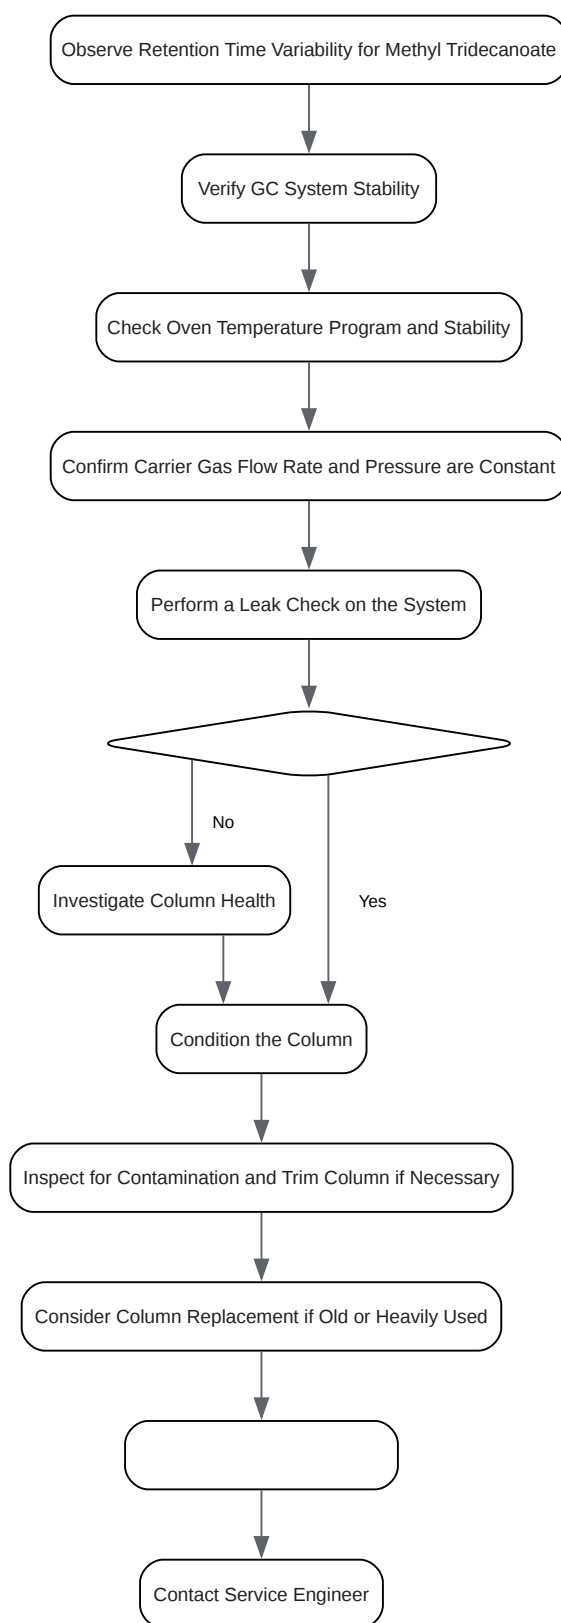 Observe Retention Time Variability for Methyl Tridecanoate
Verify GC System Stability
Check Oven Temperature Program and Stability
Confirm Carrier Gas Flow Rate and Pressure are Constant
Perform a Leak Check on the System
No
Investigate Column Health
Yes
Condition the Column
Inspect for Contamination and Trim Column if Necessary
Consider Column Replacement if Old or Heavily Used
Contact Service Engineer